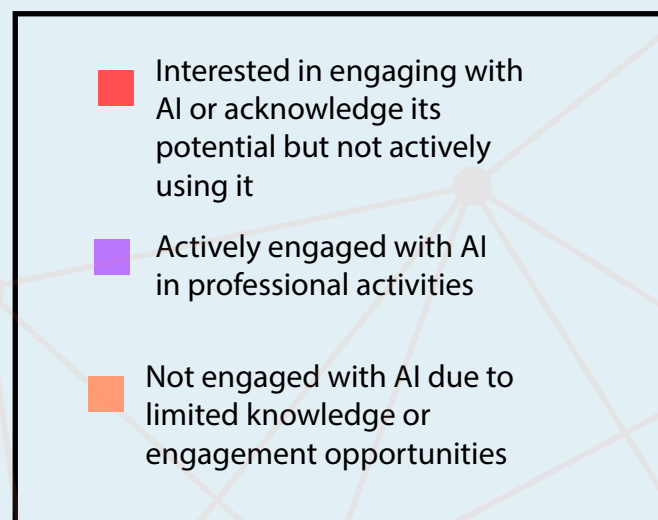 Interested in engaging with
AI or acknowledge its
potential but not actively
using it
Actively engaged with AI
in professional activities
Not engaged with AI due to
limited knowledge or
engagement opportunities